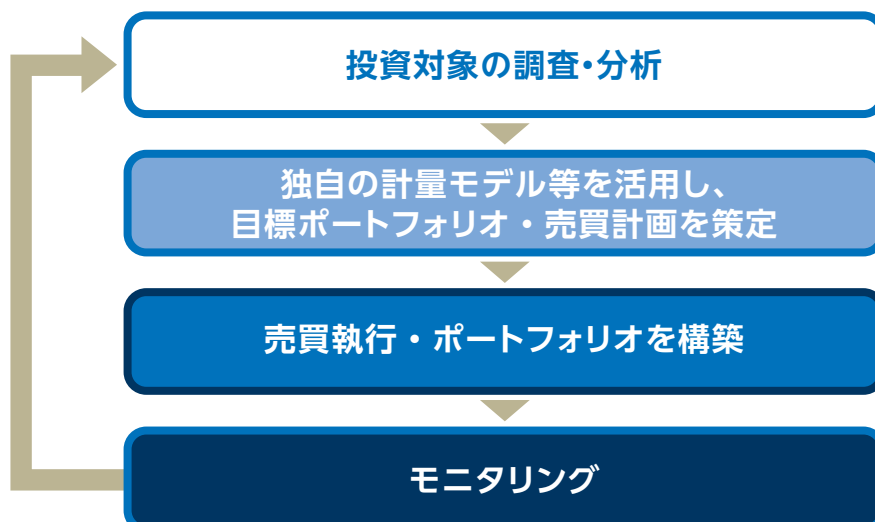 投資対象の調査・分析
独自の計量モデル等を活用し、
目標ポートフォリオ・売買計画を策定
売買執行・ポートフォリオを構築
モニタリング